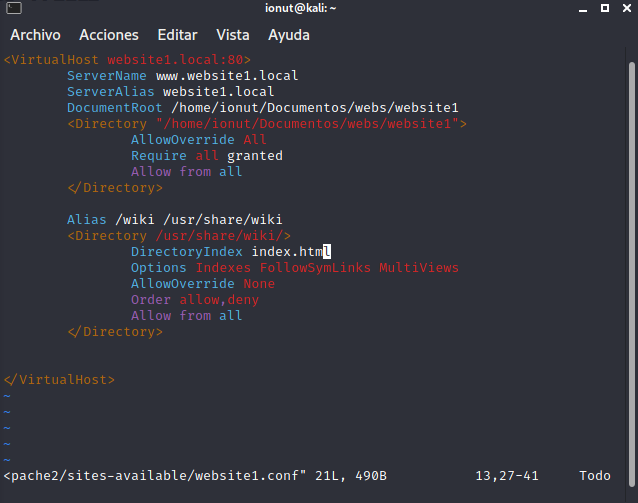 ionut@kali: ~
Archivo Acciones Editar Vista Ayuda
<VirtualHost website1.local:80>
        ServerName www.website1.local
        ServerAlias website1.local
        DocumentRoot /home/ionut/Documentos/webs/website1
        <Directory "/home/ionut/Documentos/webs/website1">
                AllowOverride All
                Require all granted
                Allow from all
        </Directory>

        Alias /wiki /usr/share/wiki
        <Directory /usr/share/wiki/>
                DirectoryIndex index.html
                Options Indexes FollowSymLinks MultiViews
                AllowOverride None
                Order allow,deny
                Allow from all
        </Directory>


</VirtualHost>
~
~
~
~
~
<pache2/sites-available/website1.conf" 21L, 490B 13,27-41 Todo